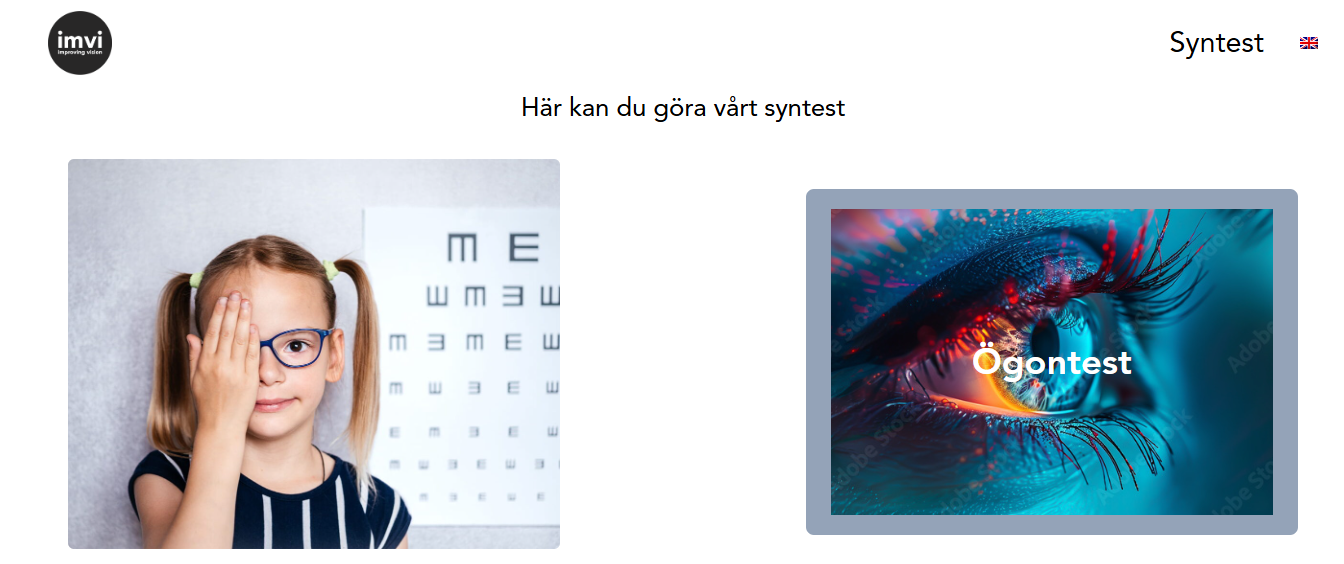 imvi
improving vision
Syntest
Här kan du göra vårt syntest
m E
ш m ɜ ш
m ɜ m E ш
m ш ɜ E ш
E m ɜ E ш
Ögontest
Adobe Stock